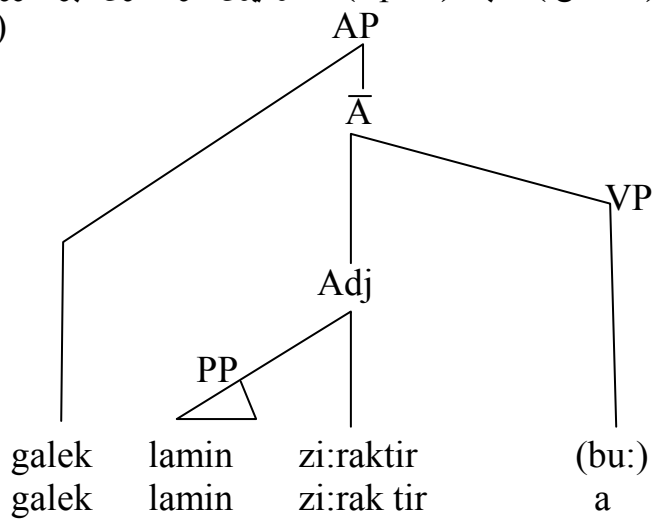 )
AP
A̅
VP
Adj
PP
galek lamin zi:raktir (bu:)
galek lamin zi:rak tir a